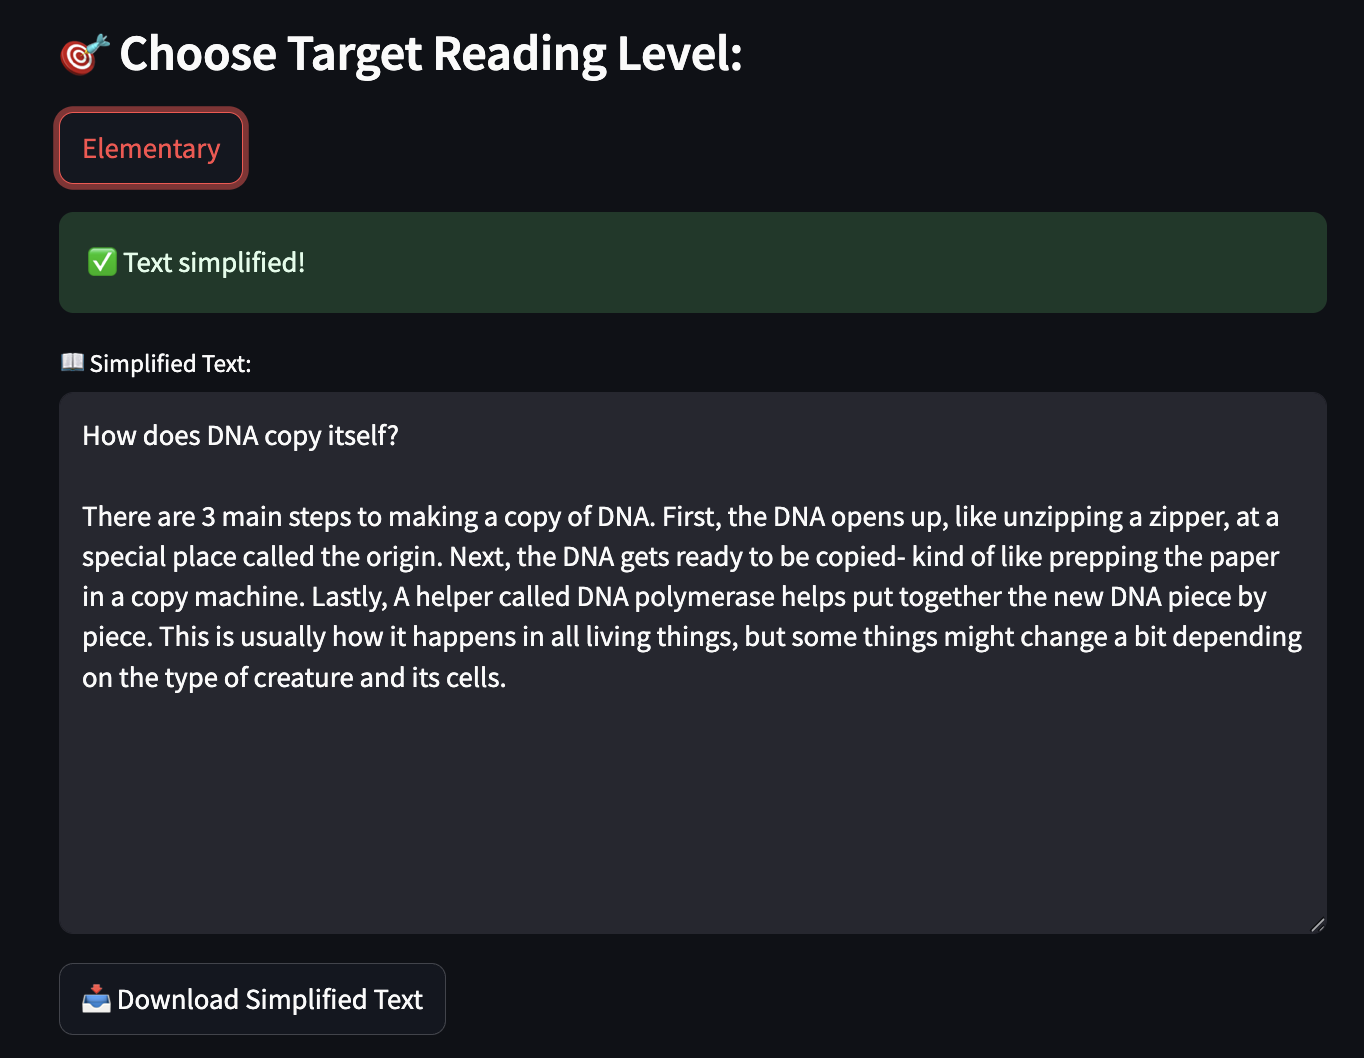 🎯 Choose Target Reading Level:
Elementary
✅ Text simplified!
📖 Simplified Text:
How does DNA copy itself?
There are 3 main steps to making a copy of DNA. First, the DNA opens up, like unzipping a zipper, at a
special place called the origin. Next, the DNA gets ready to be copied- kind of like prepping the paper
in a copy machine. Lastly, A helper called DNA polymerase helps put together the new DNA piece by
piece. This is usually how it happens in all living things, but some things might change a bit depending
on the type of creature and its cells.
📥 Download Simplified Text